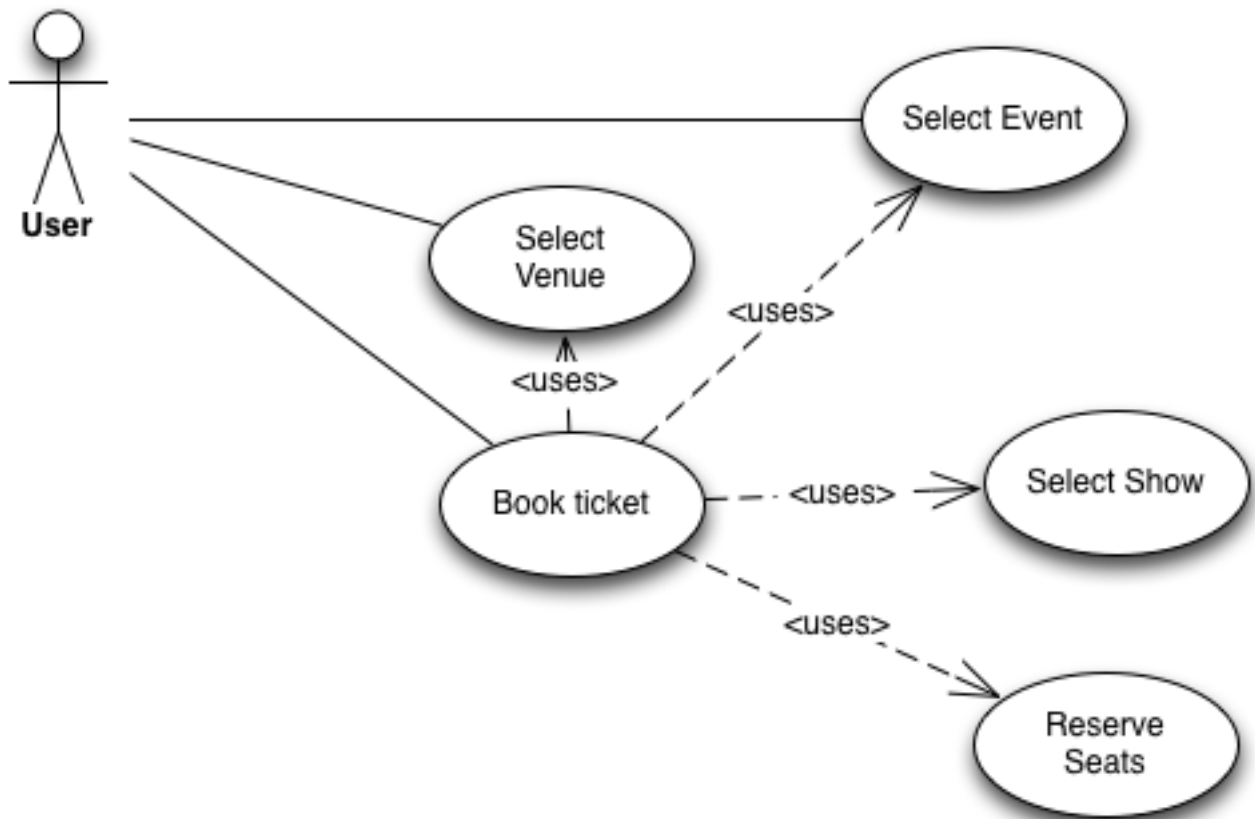 Select Event
User
Select
Venue
<uses>
<uses>
Select Show
<uses>
Book ticket
<uses>
Reserve
Seats